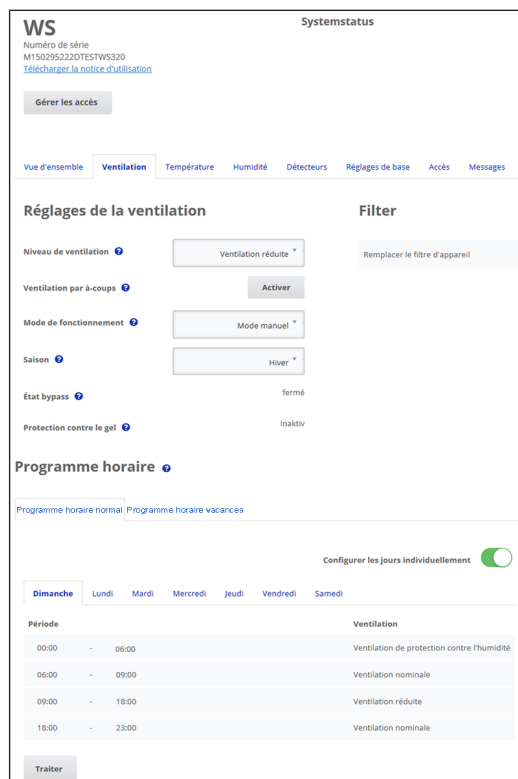 WS
Systemstatus
Numéro de série
M150295222DTESTWS320
Télécharger la notice d'utilisation
Gérer les accès
Vue d'ensemble Ventilation Température Humidité Détecteurs Réglages de base Accès Messages
Réglages de la ventilation
Filter
Niveau de ventilation ? Ventilation réduite
Remplacer le filtre d'appareil
Ventilation par à-coups ? Activer
Mode de fonctionnement ? Mode manuel
Saison ? Hiver
État bypass ? fermé
Protection contre le gel ? Inaktiv
Programme horaire ?
Programme horaire normal Programme horaire vacances
Configurer les jours individuellement
Dimanche Lundi Mardi Mercredi Jeudi Vendredi Samedi
Période Ventilation
00:00 - 06:00 Ventilation de protection contre l'humidité
06:00 - 09:00 Ventilation nominale
09:00 - 18:00 Ventilation réduite
18:00 - 23:00 Ventilation nominale
Traiter